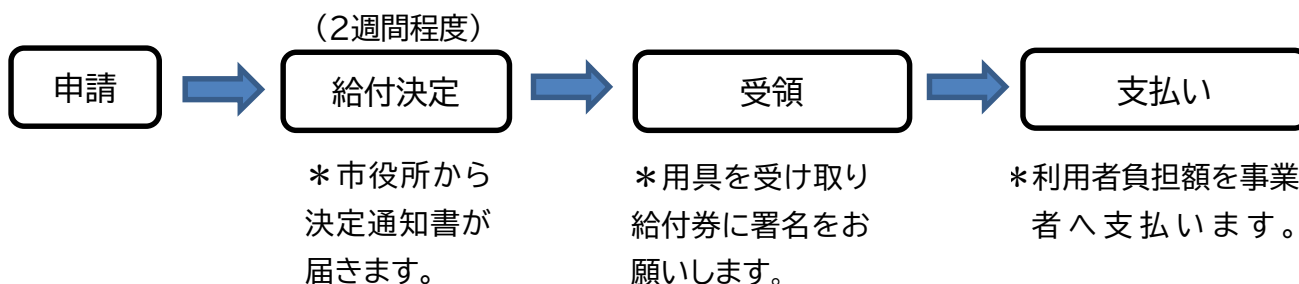 （2週間程度）
申請
給付決定
受領
支払い
＊市役所から
決定通知書が
届きます。
＊用具を受け取り
給付券に署名をお
願いします。
＊利用者負担額を事業
者へ支払います。